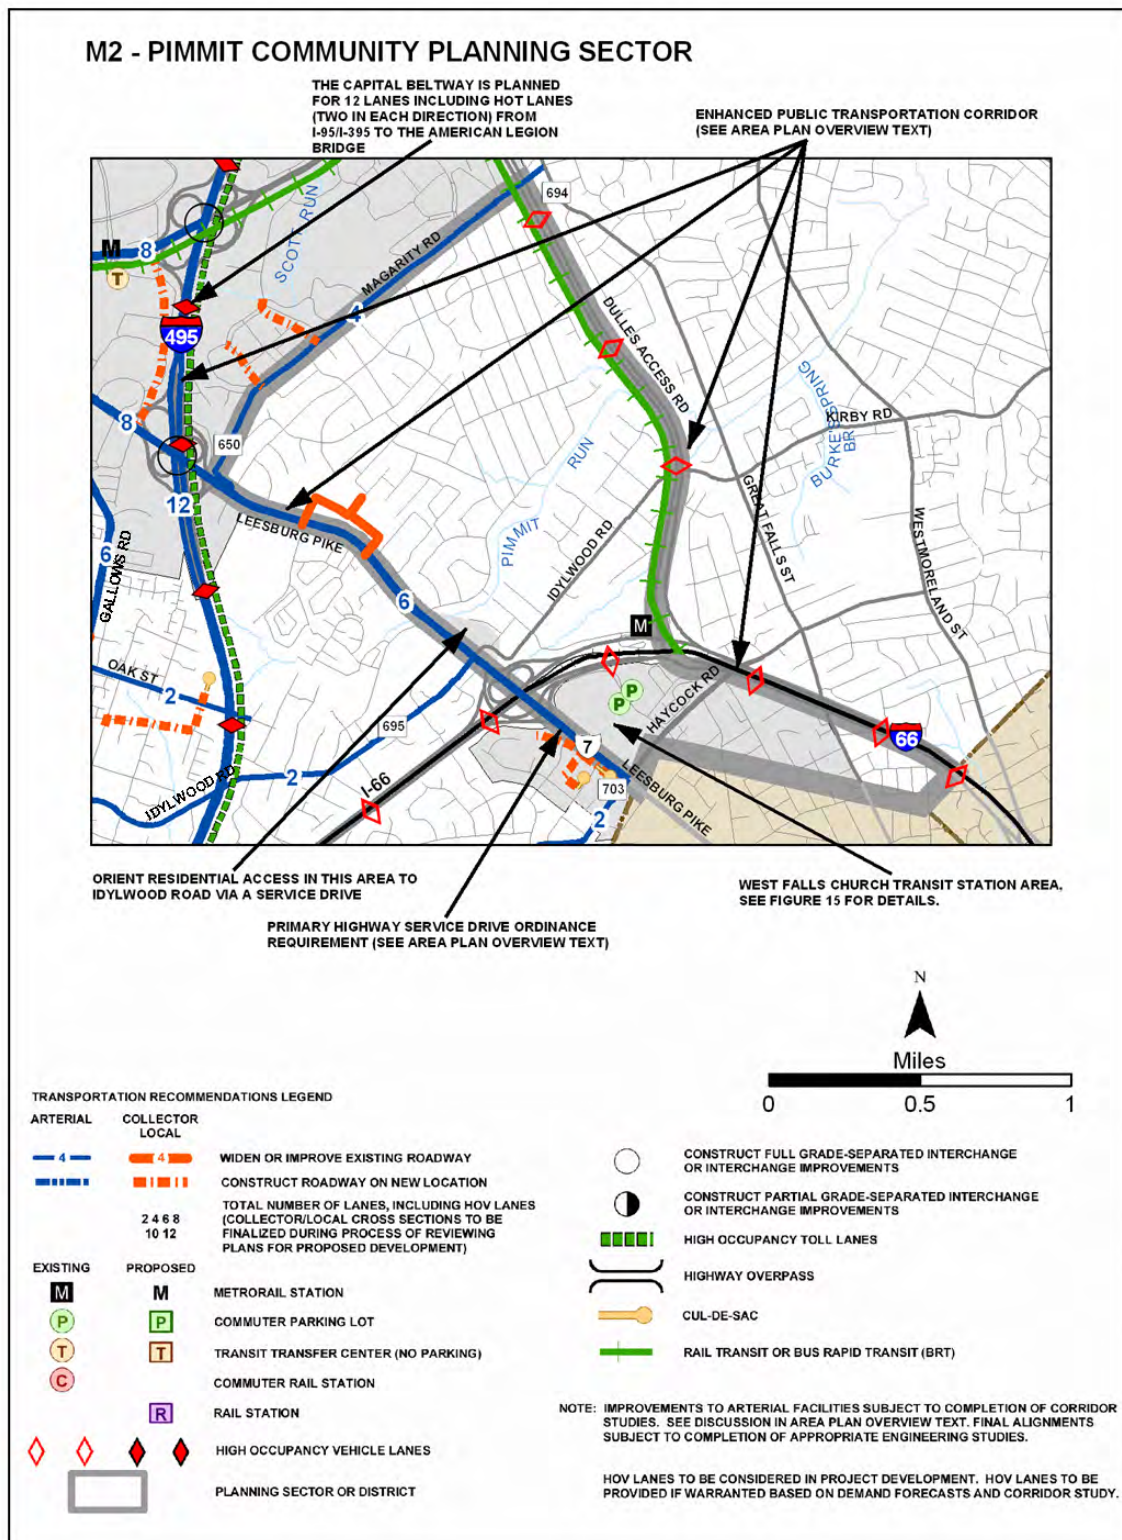 M2 - PIMMIT COMMUNITY PLANNING SECTOR
THE CAPITAL BELTWAY IS PLANNED
FOR 12 LANES INCLUDING HOT LANES
(TWO IN EACH DIRECTION) FROM
I-95/I-395 TO THE AMERICAN LEGION
BRIDGE
ENHANCED PUBLIC TRANSPORTATION CORRIDOR
(SEE AREA PLAN OVERVIEW TEXT)
694
SCOTT RUN
MAGARITY RD
M
8
T
4
495
DULLES ACCESS RD
8
650
KIRBY RD
BURKE'S SPRING
BR
RUN
PIMMIT
12
LEESBURG PIKE
GREAT FALLS ST
WESTMORELAND ST
6
GALLOWS RD
IDYLWOOD RD
6
M
OAK ST
2
HAYCOCK RD
P
P
695
7
66
2
IDYLWOOD RD
I-66
703
LEESBURG PIKE
2
ORIENT RESIDENTIAL ACCESS IN THIS AREA TO
IDYLWOOD ROAD VIA A SERVICE DRIVE
WEST FALLS CHURCH TRANSIT STATION AREA.
SEE FIGURE 15 FOR DETAILS.
PRIMARY HIGHWAY SERVICE DRIVE ORDINANCE
REQUIREMENT (SEE AREA PLAN OVERVIEW TEXT)
N
Miles
0 0.5 1
TRANSPORTATION RECOMMENDATIONS LEGEND
ARTERIAL
COLLECTOR
LOCAL
4 4 WIDEN OR IMPROVE EXISTING ROADWAY
CONSTRUCT ROADWAY ON NEW LOCATION
2 4 6 8
10 12
TOTAL NUMBER OF LANES, INCLUDING HOV LANES
(COLLECTOR/LOCAL CROSS SECTIONS TO BE
FINALIZED DURING PROCESS OF REVIEWING
PLANS FOR PROPOSED DEVELOPMENT)
EXISTING PROPOSED
M M METRORAIL STATION
P P COMMUTER PARKING LOT
T T TRANSIT TRANSFER CENTER (NO PARKING)
C COMMUTER RAIL STATION
R RAIL STATION
HIGH OCCUPANCY VEHICLE LANES
PLANNING SECTOR OR DISTRICT
CONSTRUCT FULL GRADE-SEPARATED INTERCHANGE
OR INTERCHANGE IMPROVEMENTS
CONSTRUCT PARTIAL GRADE-SEPARATED INTERCHANGE
OR INTERCHANGE IMPROVEMENTS
HIGH OCCUPANCY TOLL LANES
HIGHWAY OVERPASS
CUL-DE-SAC
RAIL TRANSIT OR BUS RAPID TRANSIT (BRT)
NOTE: IMPROVEMENTS TO ARTERIAL FACILITIES SUBJECT TO COMPLETION OF CORRIDOR
STUDIES. SEE DISCUSSION IN AREA PLAN OVERVIEW TEXT. FINAL ALIGNMENTS
SUBJECT TO COMPLETION OF APPROPRIATE ENGINEERING STUDIES.
HOV LANES TO BE CONSIDERED IN PROJECT DEVELOPMENT. HOV LANES TO BE
PROVIDED IF WARRANTED BASED ON DEMAND FORECASTS AND CORRIDOR STUDY.